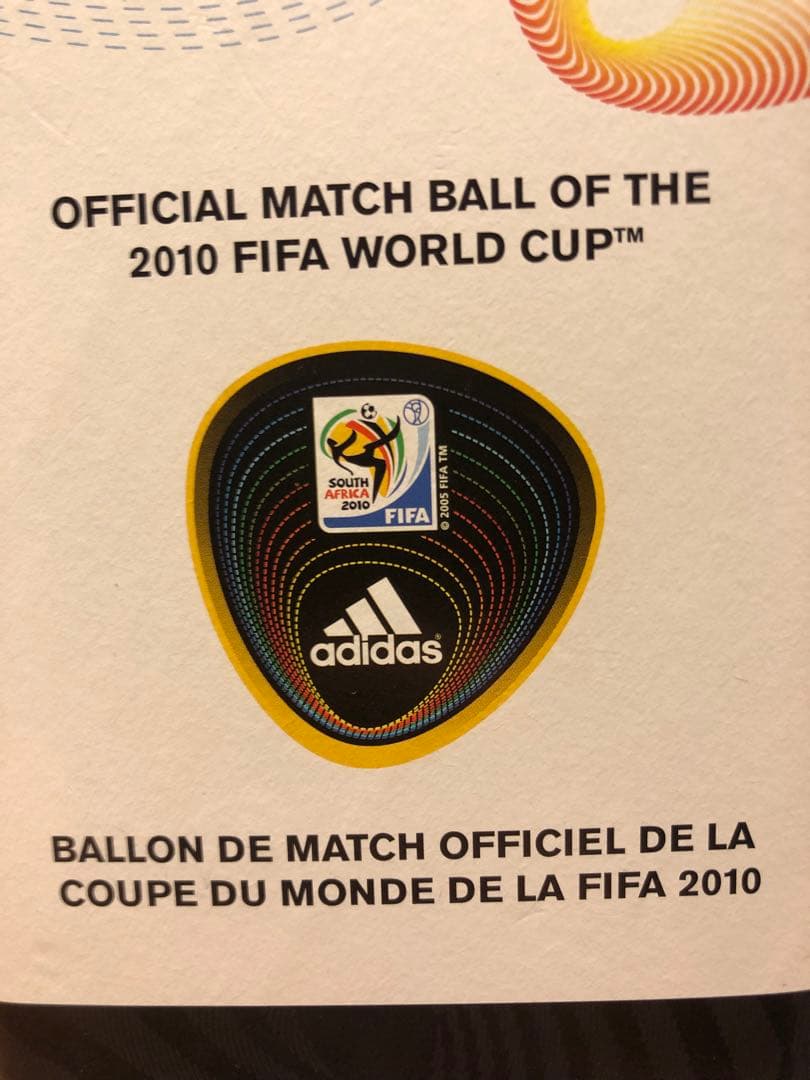 OFFICIAL MATCH BALL OF THE
2010 FIFA WORLD CUP™
SOUTH
AFRICA
2010
FIFA
© 2005 FIFA TM
adidas®
BALLON DE MATCH OFFICIEL DE LA
COUPE DU MONDE DE LA FIFA 2010